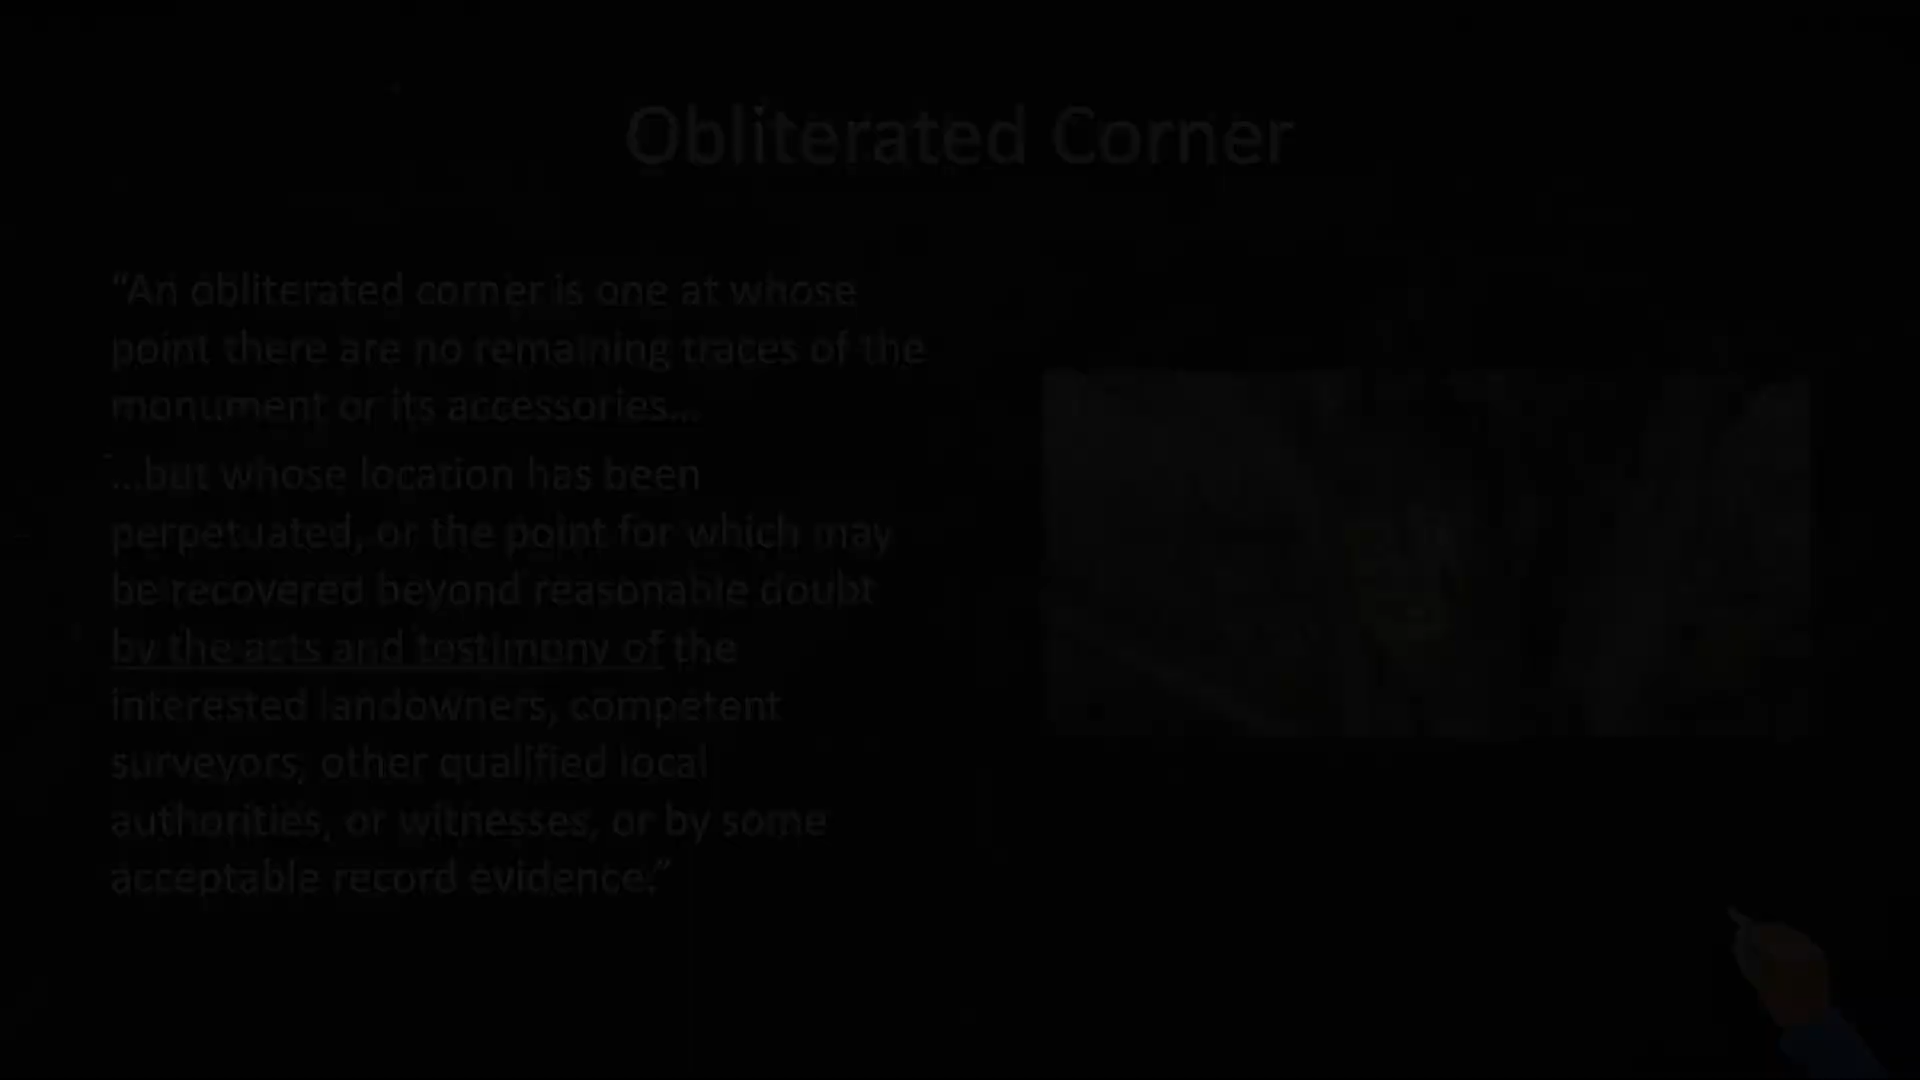 Obliterated Corner
“An obliterated corner is one at whose
point there are no remaining traces of the
monument or its accessories...
...but whose location has been
perpetuated, or the point for which may
be recovered beyond reasonable doubt
by the acts and testimony of the
interested landowners, competent
surveyors, other qualified local
authorities, or witnesses, or by some
acceptable record evidence.”